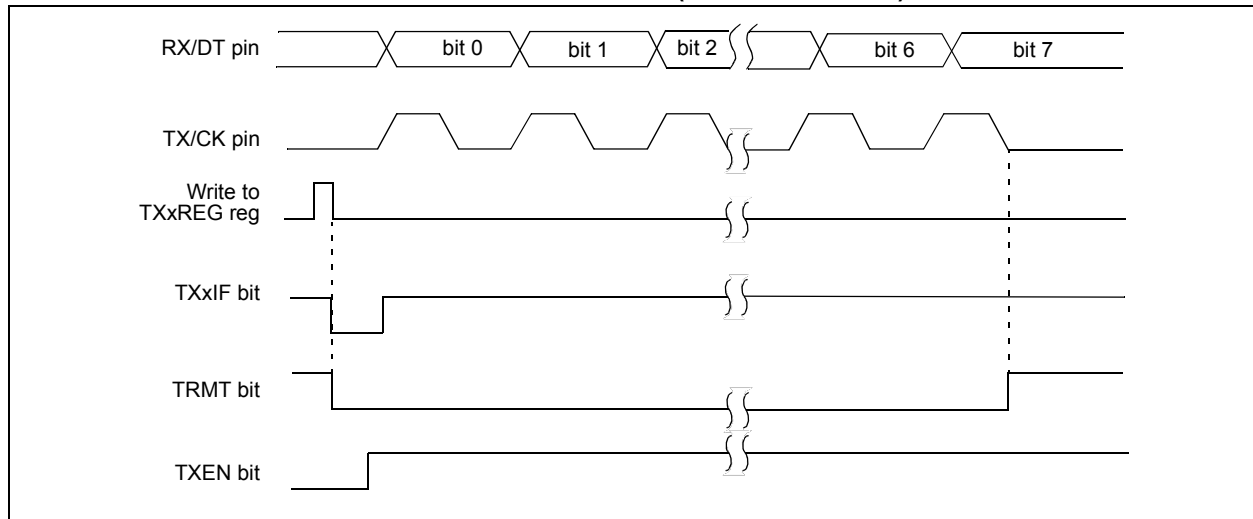 RX/DT pin
bit 0
bit 1
bit 2
bit 6
bit 7
TX/CK pin
Write to
TXxREG reg
TXxIF bit
TRMT bit
TXEN bit